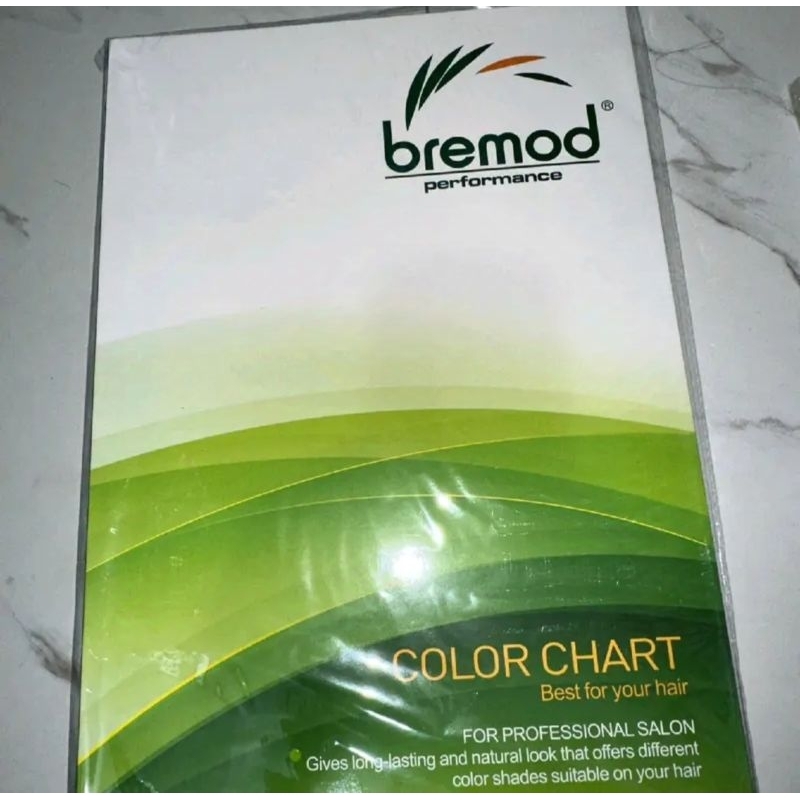 bremod®
performance
COLOR CHART
Best for your hair
FOR PROFESSIONAL SALON
Gives long-lasting and natural look that offers different
color shades suitable on your hair